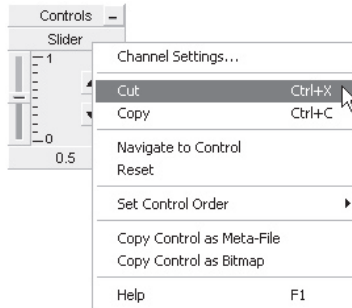 Controls
Slider
1
0
0.5
Channel Settings...
Cut Ctrl+X
Copy Ctrl+C
Navigate to Control
Reset
Set Control Order
Copy Control as Meta-File
Copy Control as Bitmap
Help F1